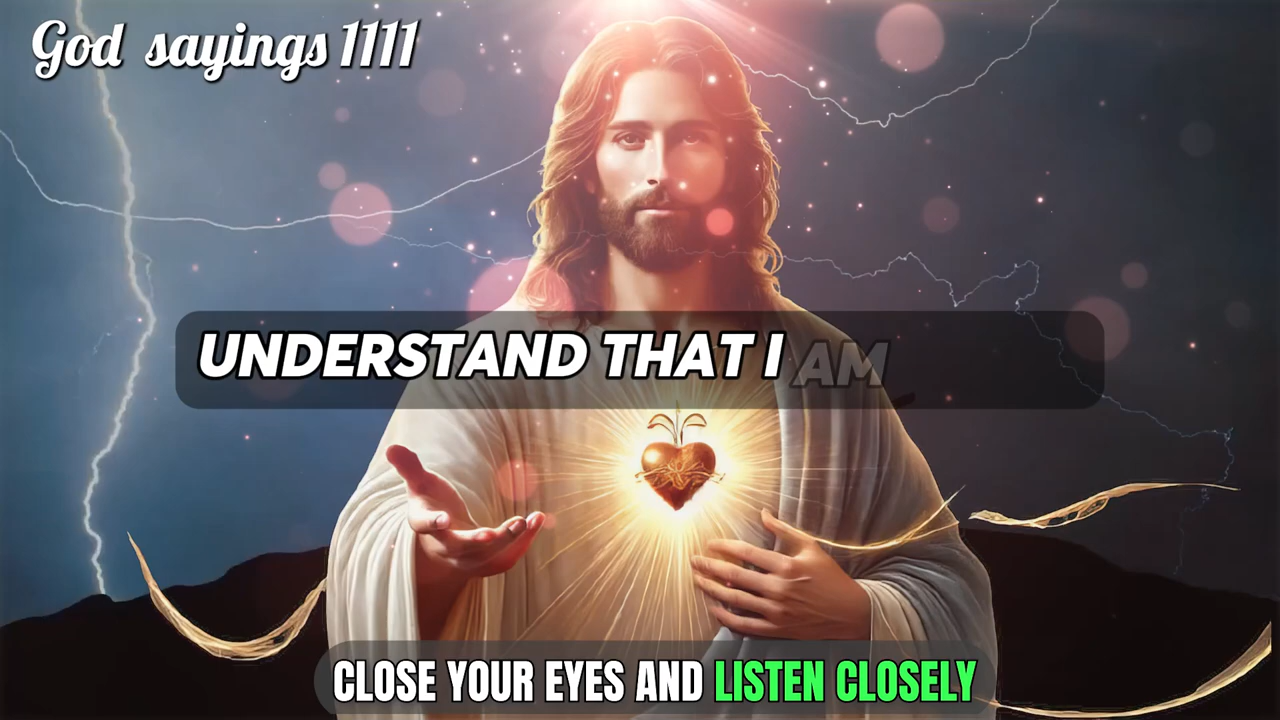 God sayings 1111
UNDERSTAND THAT I AM
CLOSE YOUR EYES AND LISTEN CLOSELY